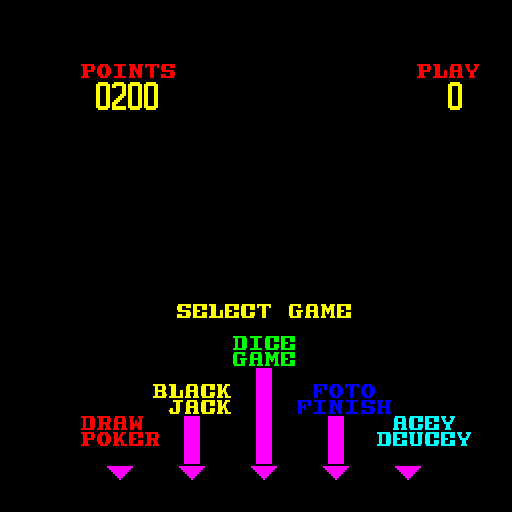 POINTS
PLAY
0200
0
SELECT GAME
DICE
GAME
BLACK
JACK
FOTO
FINISH
DRAW
POKER
ACEY
DEUCEY